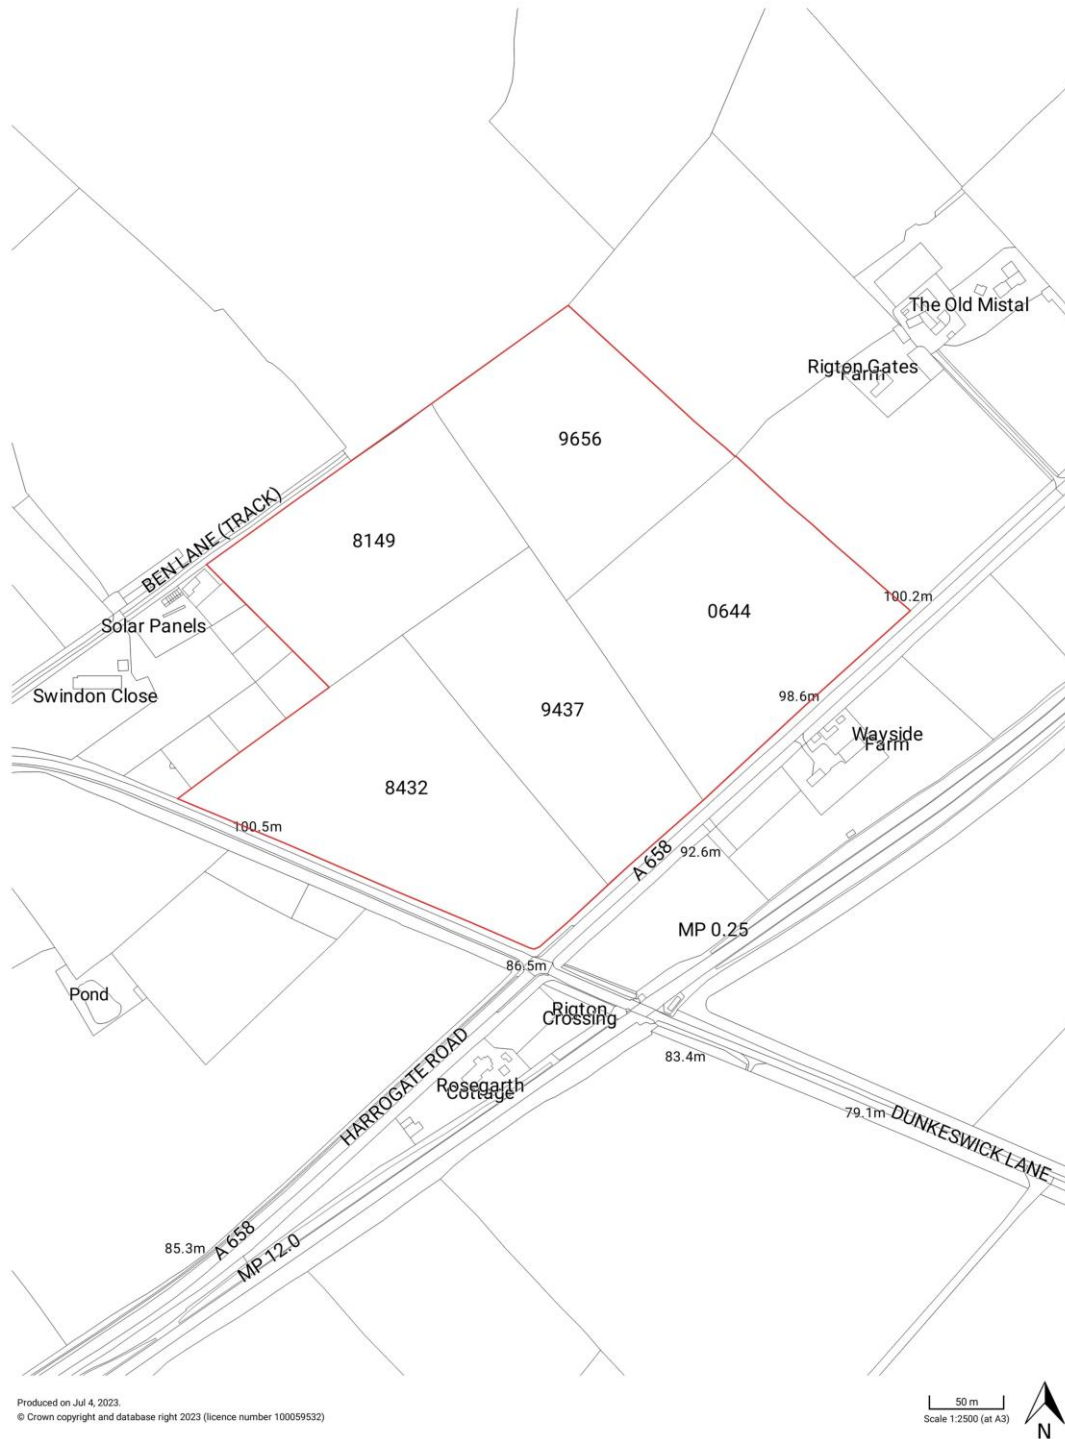 The Old Mistal
Rigton Gates
Farm
9656
BEN LANE (TRACK)
8149
100.2m
0644
Solar Panels
98.6m
Swindon Close
9437
Wayside
Farm
8432
100.5m
A 658
92.6m
MP 0.25
86.5m
Pond
Rigton
Crossing
HARROGATE ROAD
83.4m
Rosegarth
Cottage
79.1m
DUNKESWICK LANE
85.3m
A 658
MP 12.0
Produced on Jul 4, 2023.
© Crown copyright and database right 2023 (licence number 100059532)
50 m
Scale 1:2500 (at A3)
N